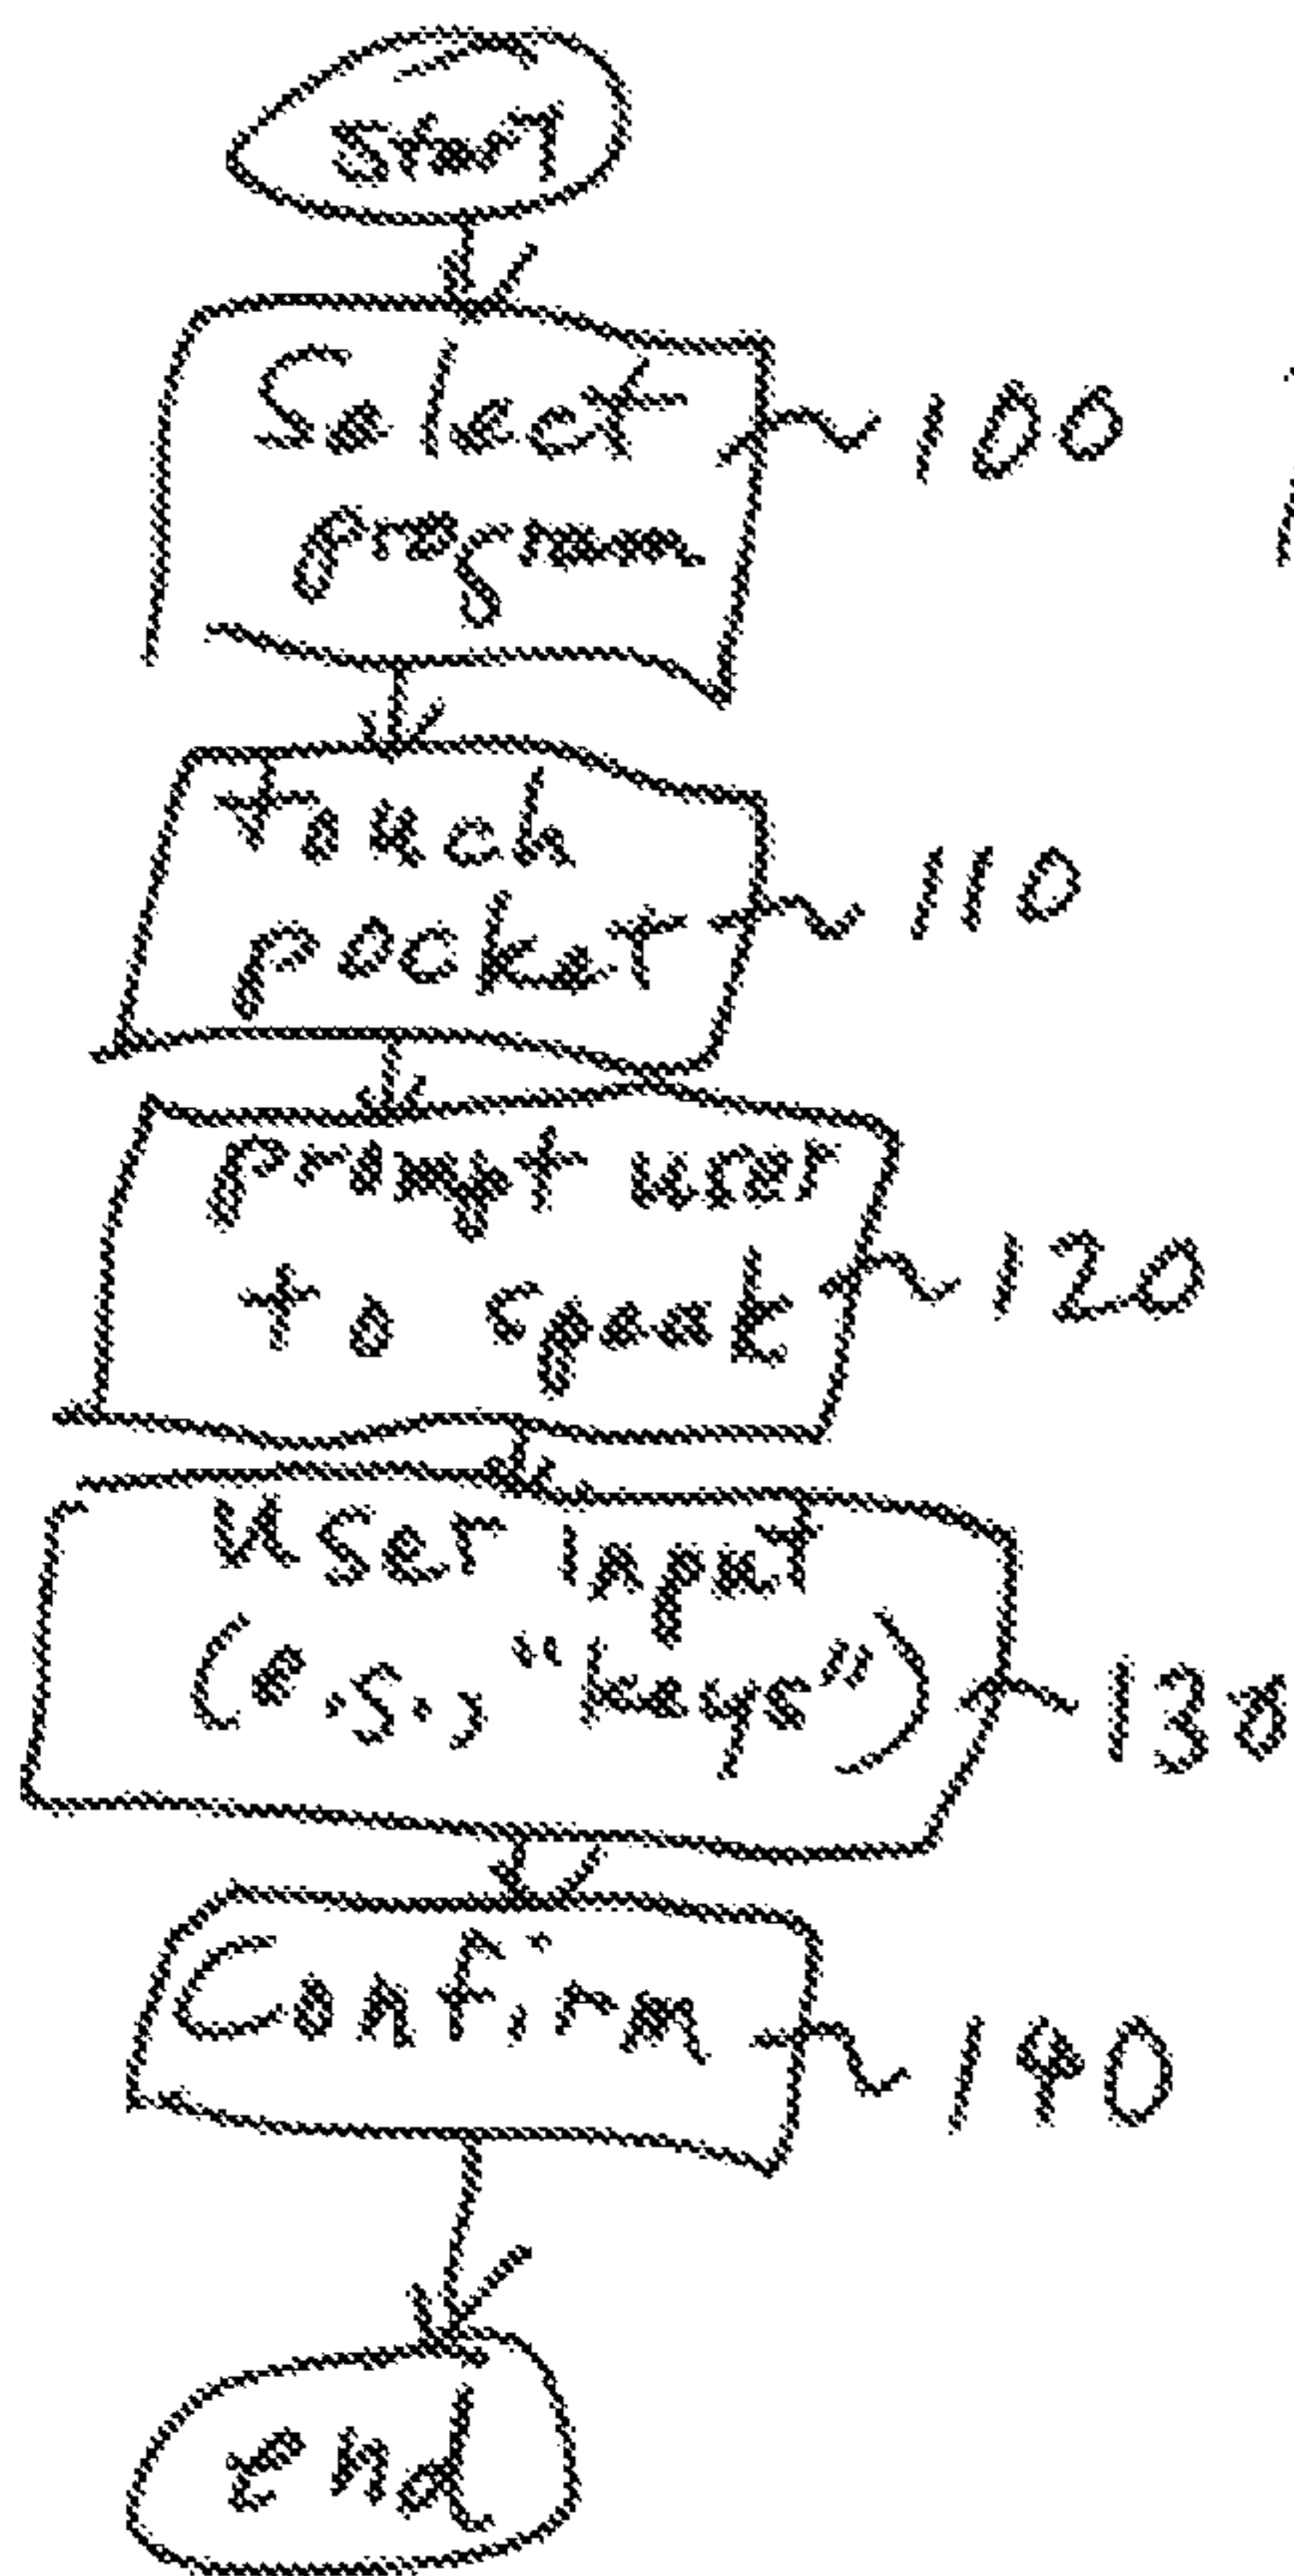 Start
Select
program
100
Touch
pocket
110
prompt user
to speak
120
User input
(e.g., "keys")
130
Confirm
140
End